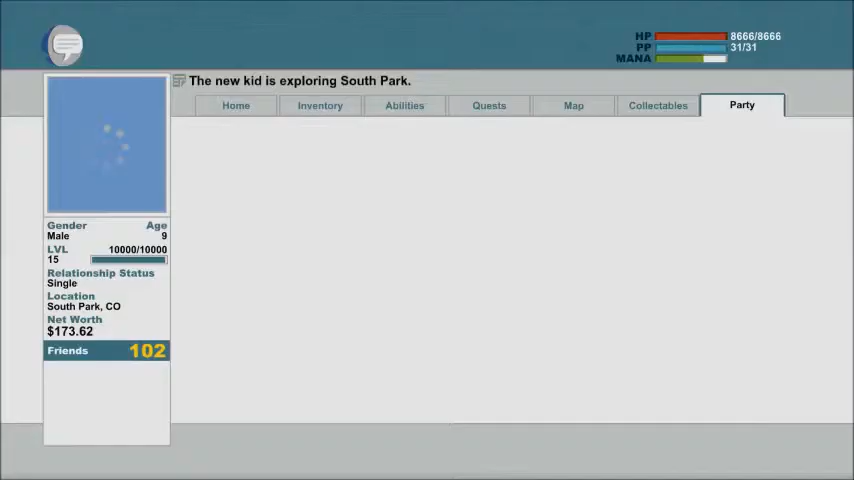 HP 8666/8666
PP 31/31
MANA
The new kid is exploring South Park.
Home Inventory Abilities Quests Map Collectables Party
Gender Age
Male 9
LVL 10000/10000
15
Relationship Status
Single
Location
South Park, CO
Net Worth
$173.62
Friends 102